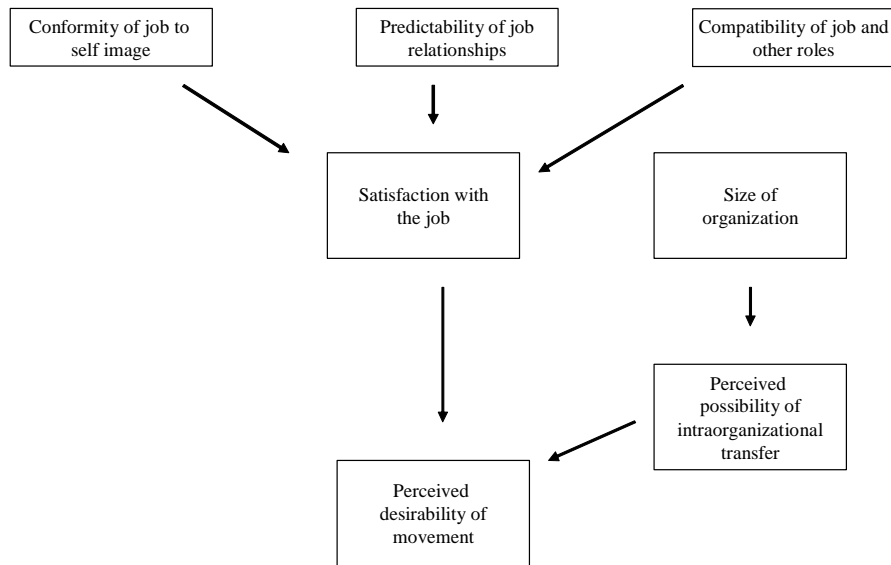 Conformity of job to
self image
Predictability of job
relationships
Compatibility of job and
other roles
Satisfaction with
the job
Size of
organization
Perceived
possibility of
intraorganizational
transfer
Perceived
desirability of
movement